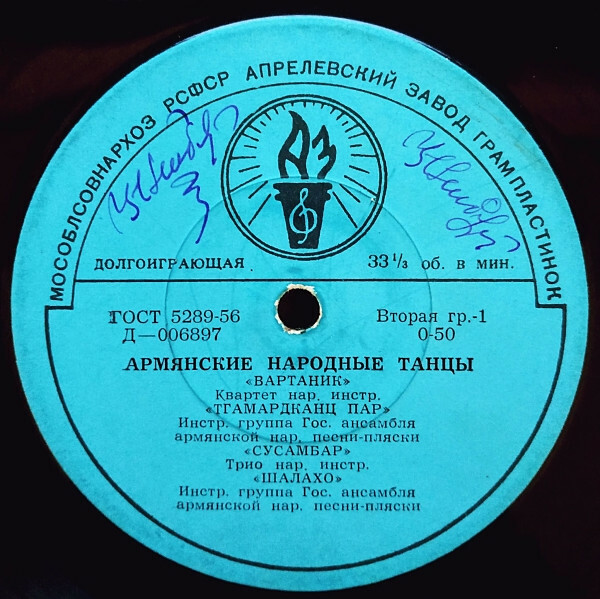 МОСОБЛСОВНАРХОЗ РСФСР АПРЕЛЕВСКИЙ ЗАВОД ГРАМПЛАСТИНОК
АЗ
ДОЛГОИГРАЮЩАЯ 33 1/3 об. в мин.
ГОСТ 5289-56 Вторая гр.-1
Д—006897 0-50
АРМЯНСКИЕ НАРОДНЫЕ ТАНЦЫ
«ВАРТАНИК»
Квартет нар. инстр.
«ТГАМАРДКАНЦ ПАР»
Инстр. группа Гос. ансамбля
армянской нар. песни-пляски
«СУСАМБАР»
Трио нар. инстр.
«ШАЛАХО»
Инстр. группа Гос. ансамбля
армянской нар. песни-пляски